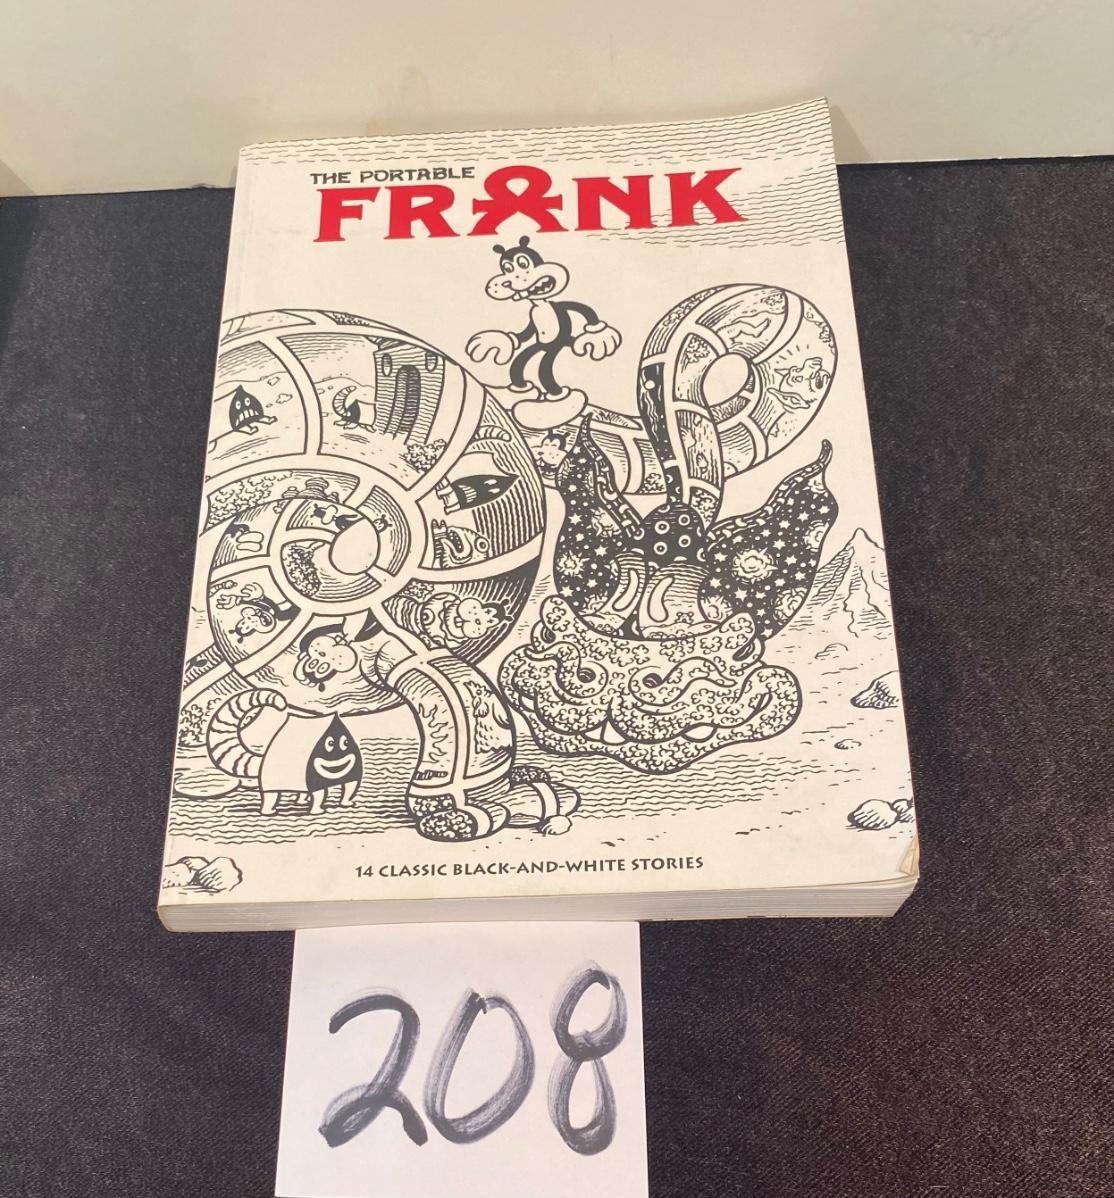 THE PORTABLE
FRANK
14 CLASSIC BLACK-AND-WHITE STORIES
208